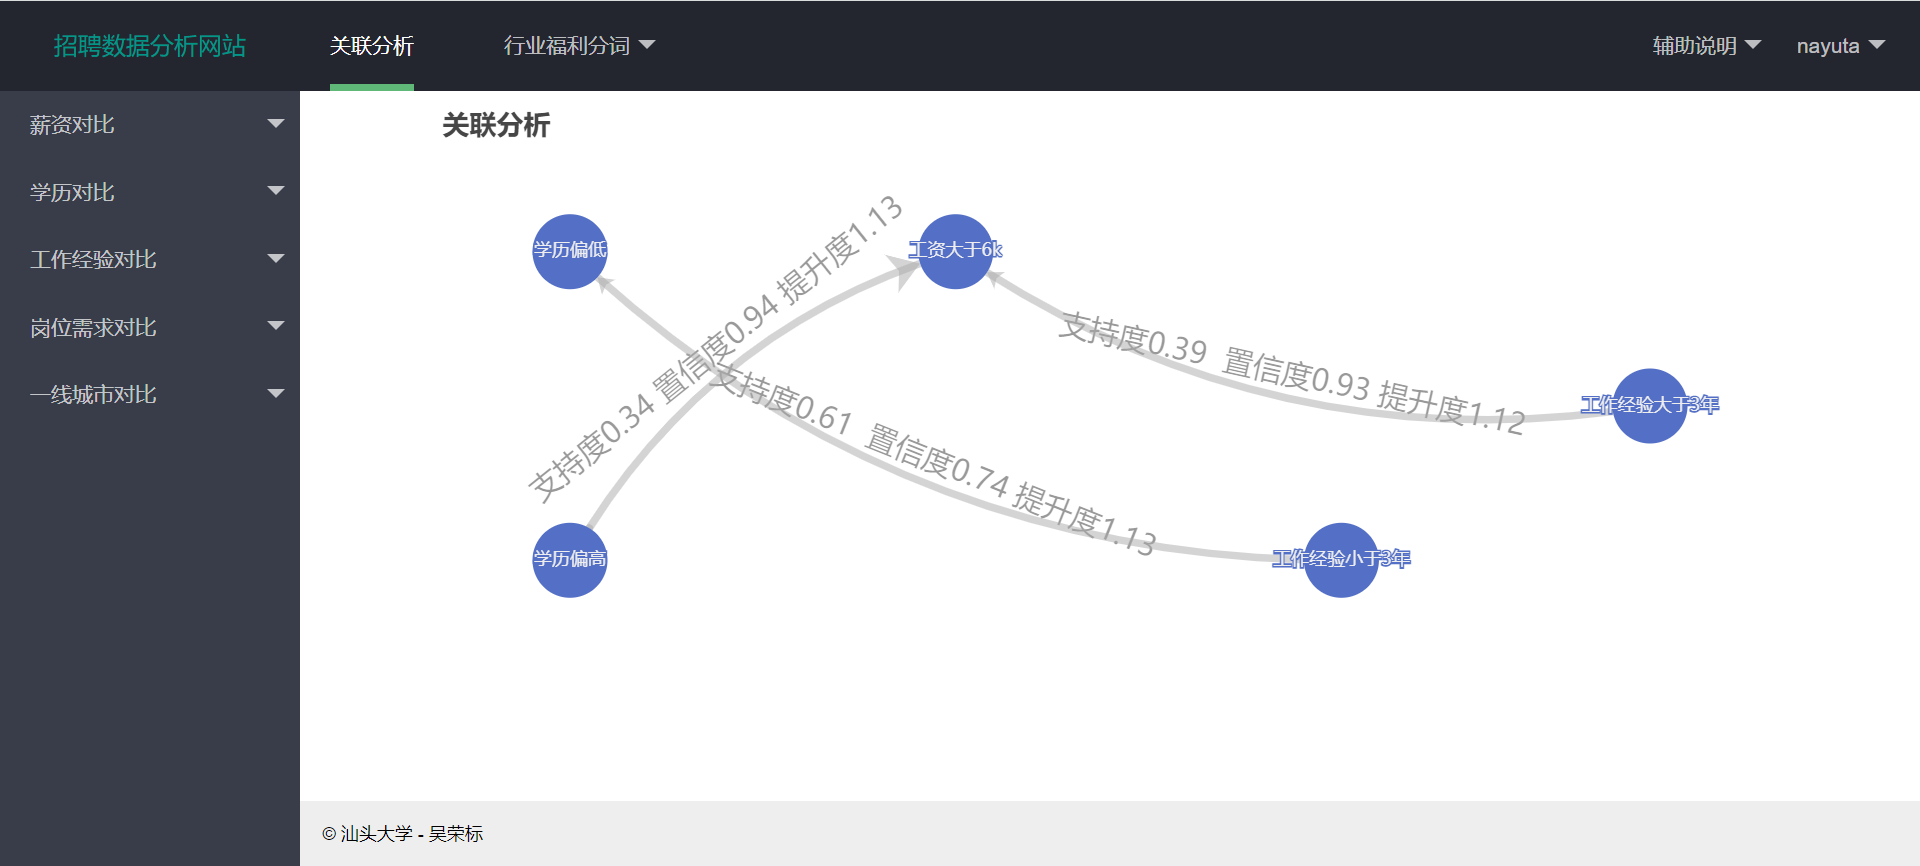 招聘数据分析网站
关联分析
行业福利分词
辅助说明
nayuta
薪资对比
学历对比
工作经验对比
岗位需求对比
一线城市对比
关联分析
学历偏低
工资大于6k
支持度0.34 置信度0.94 提升度1.13
支持度0.39 置信度0.93 提升度1.12
工作经验大于3年
支持度0.61 置信度0.74 提升度1.13
学历偏高
工作经验小于3年
© 汕头大学 - 吴荣标